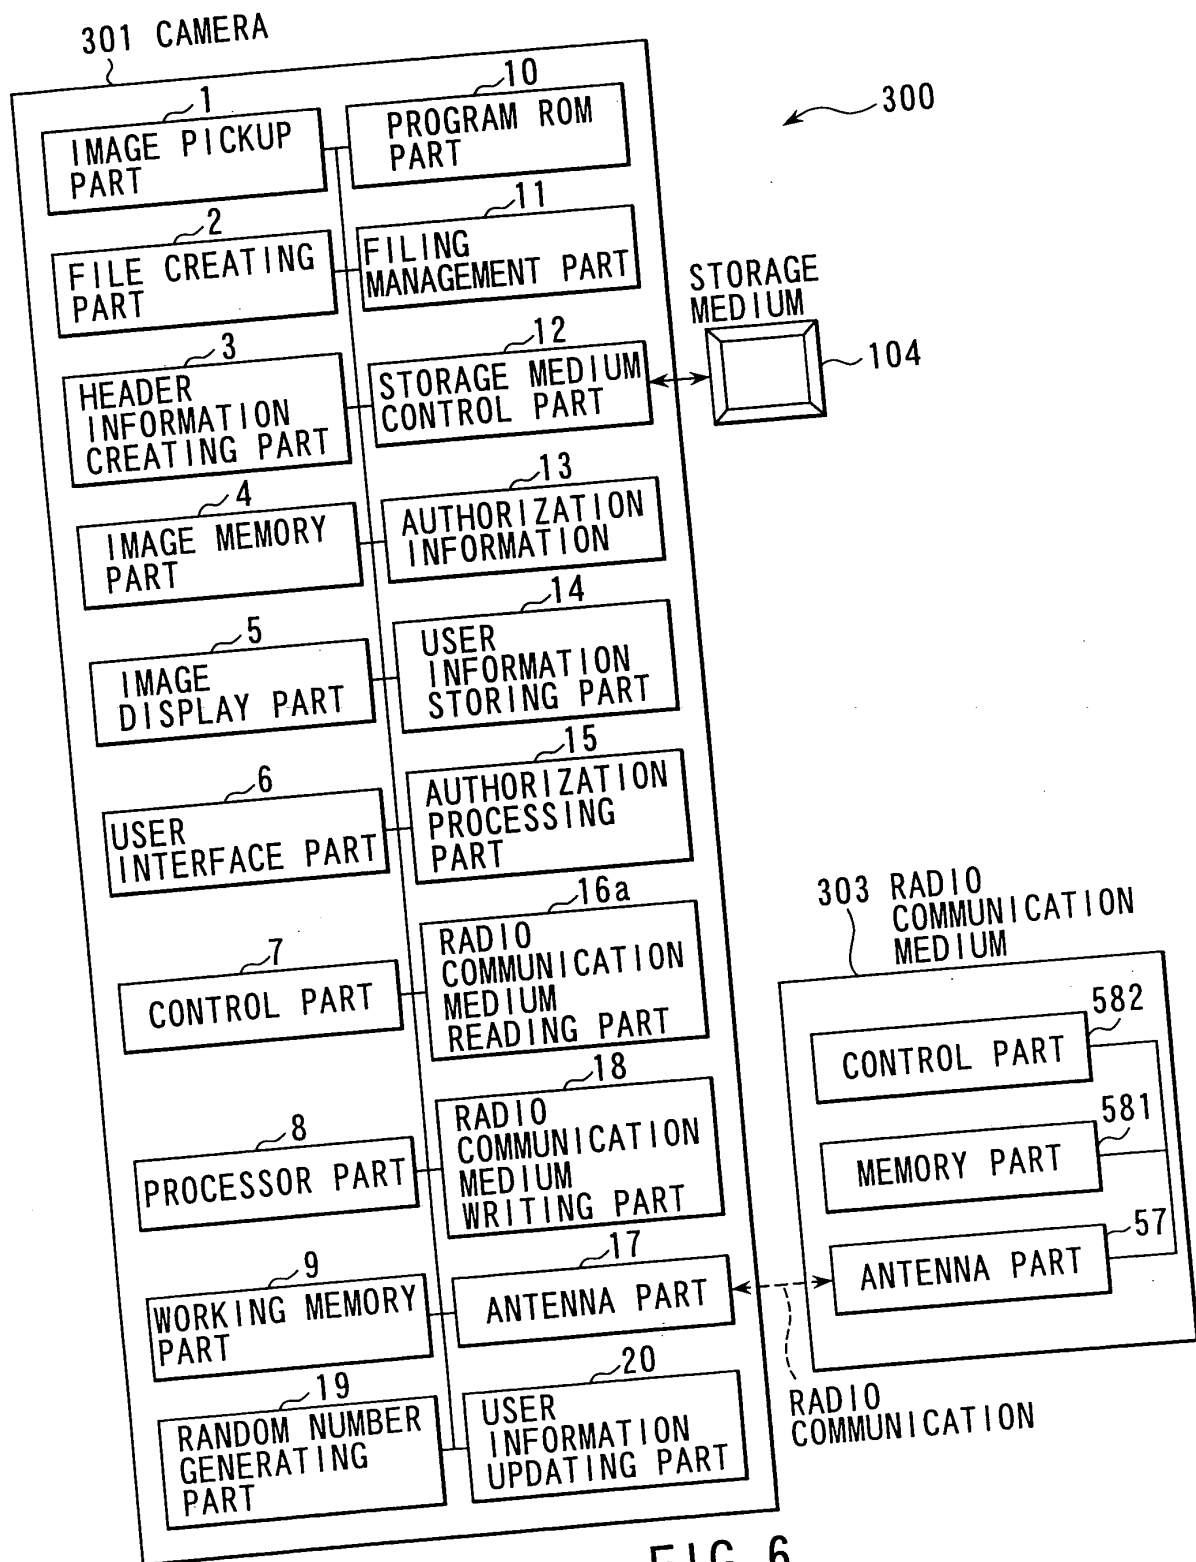 301 CAMERA
300
1
IMAGE PICKUP
PART
10
PROGRAM ROM
PART
2
FILE CREATING
PART
11
FILING
MANAGEMENT PART
STORAGE
MEDIUM
104
3
HEADER
INFORMATION
CREATING PART
12
STORAGE MEDIUM
CONTROL PART
4
IMAGE MEMORY
PART
13
AUTHORIZATION
INFORMATION
5
IMAGE
DISPLAY PART
14
USER
INFORMATION
STORING PART
6
USER
INTERFACE PART
15
AUTHORIZATION
PROCESSING
PART
7
CONTROL PART
16a
RADIO
COMMUNICATION
MEDIUM
READING PART
8
PROCESSOR PART
18
RADIO
COMMUNICATION
MEDIUM
WRITING PART
9
WORKING MEMORY
PART
17
ANTENNA PART
19
RANDOM NUMBER
GENERATING
PART
20
USER
INFORMATION
UPDATING PART
303 RADIO
COMMUNICATION
MEDIUM
582
CONTROL PART
581
MEMORY PART
57
ANTENNA PART
RADIO
COMMUNICATION
FIG. 6